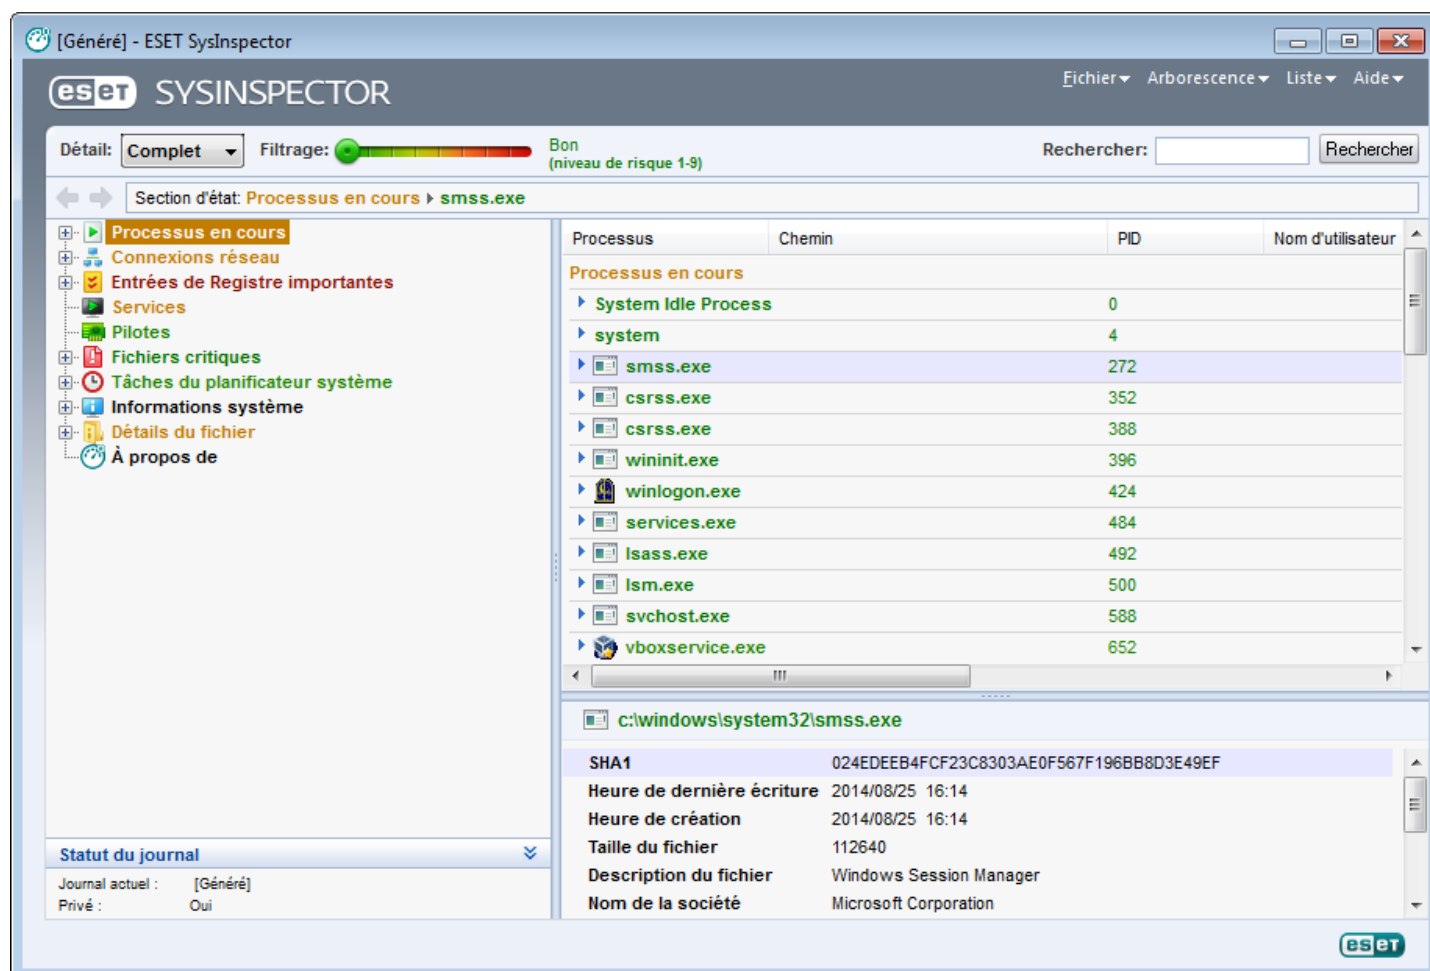 [Généré] - ESET SysInspector
eset SYSINSPECTOR
Fichier Arborescence Liste Aide
Détail: Complet Filtrage: Bon (niveau de risque 1-9) Rechercher: Rechercher
Section d'état: Processus en cours smss.exe
Processus en cours
Connexions réseau
Entrées de Registre importantes
Services
Pilotes
Fichiers critiques
Tâches du planificateur système
Informations système
Détails du fichier
À propos de
Statut du journal
Journal actuel : [Généré]
Privé : Oui
Processus Chemin PID Nom d'utilisateur
Processus en cours
System Idle Process 0
system 4
smss.exe 272
csrss.exe 352
csrss.exe 388
wininit.exe 396
winlogon.exe 424
services.exe 484
lsass.exe 492
lsm.exe 500
svchost.exe 588
vboxservice.exe 652
c:\windows\system32\smss.exe
SHA1 024EDEEB4FCF23C8303AE0F567F196BB8D3E49EF
Heure de dernière écriture 2014/08/25 16:14
Heure de création 2014/08/25 16:14
Taille du fichier 112640
Description du fichier Windows Session Manager
Nom de la société Microsoft Corporation
eset